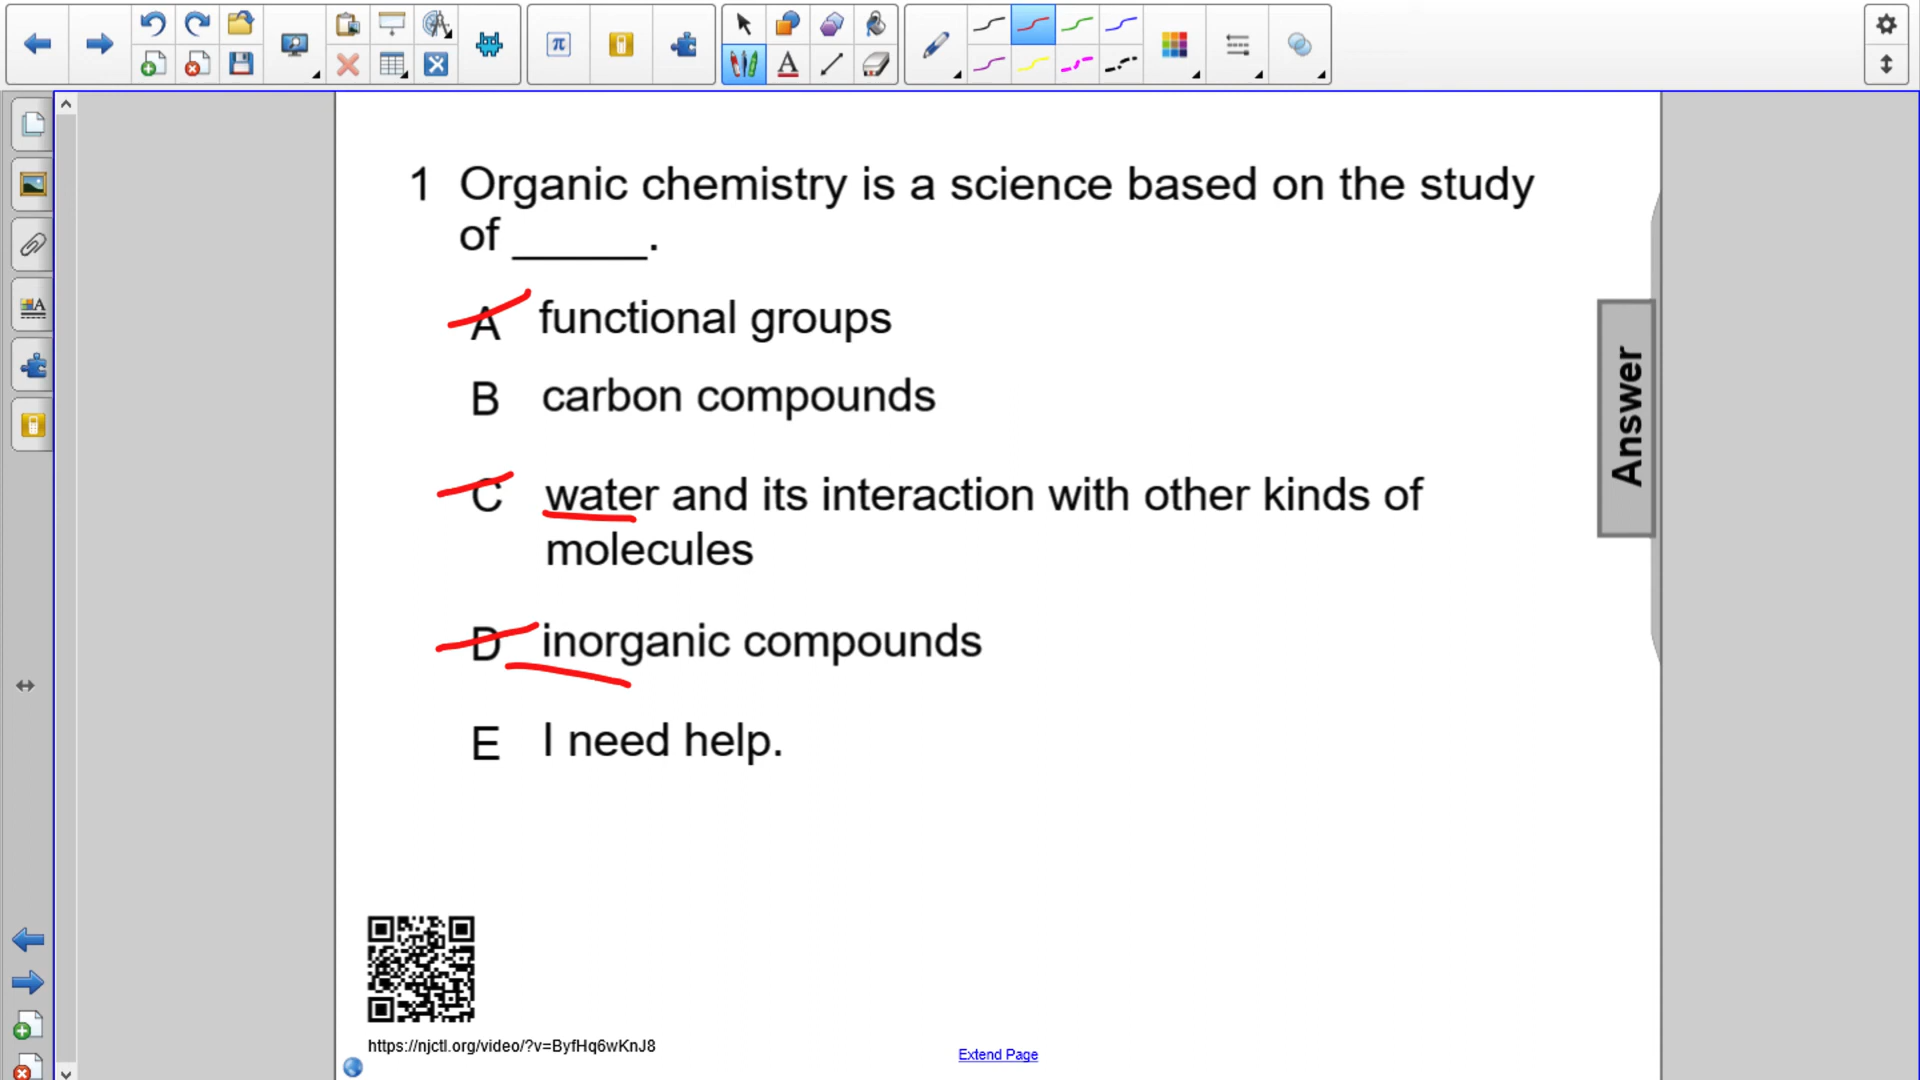 1 Organic chemistry is a science based on the study
of _____.
A functional groups
B carbon compounds
C water and its interaction with other kinds of
molecules
D inorganic compounds
E I need help.
Answer
https://njctl.org/video/?v=ByfHq6wKnJ8
Extend Page